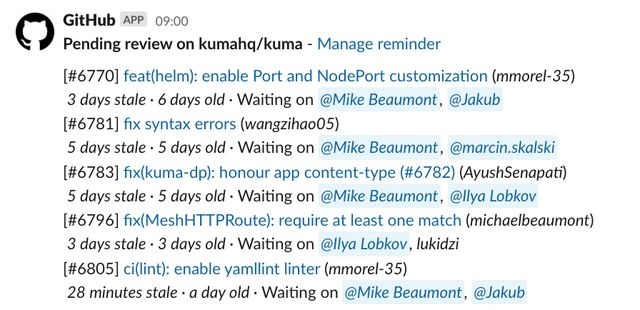 GitHub APP 09:00
Pending review on kumahq/kuma - Manage reminder
[#6770] feat(helm): enable Port and NodePort customization (mmorel-35)
3 days stale · 6 days old · Waiting on @Mike Beaumont, @Jakub
[#6781] fix syntax errors (wangzihao05)
5 days stale · 5 days old · Waiting on @Mike Beaumont, @marcin.skalski
[#6783] fix(kuma-dp): honour app content-type (#6782) (AyushSenapati)
5 days stale · 5 days old · Waiting on @Mike Beaumont, @Ilya Lobkov
[#6796] fix(MeshHTTPRoute): require at least one match (michaelbeaumont)
3 days stale · 3 days old · Waiting on @Ilya Lobkov, lukidzi
[#6805] ci(lint): enable yamllint linter (mmorel-35)
28 minutes stale · a day old · Waiting on @Mike Beaumont, @Jakub